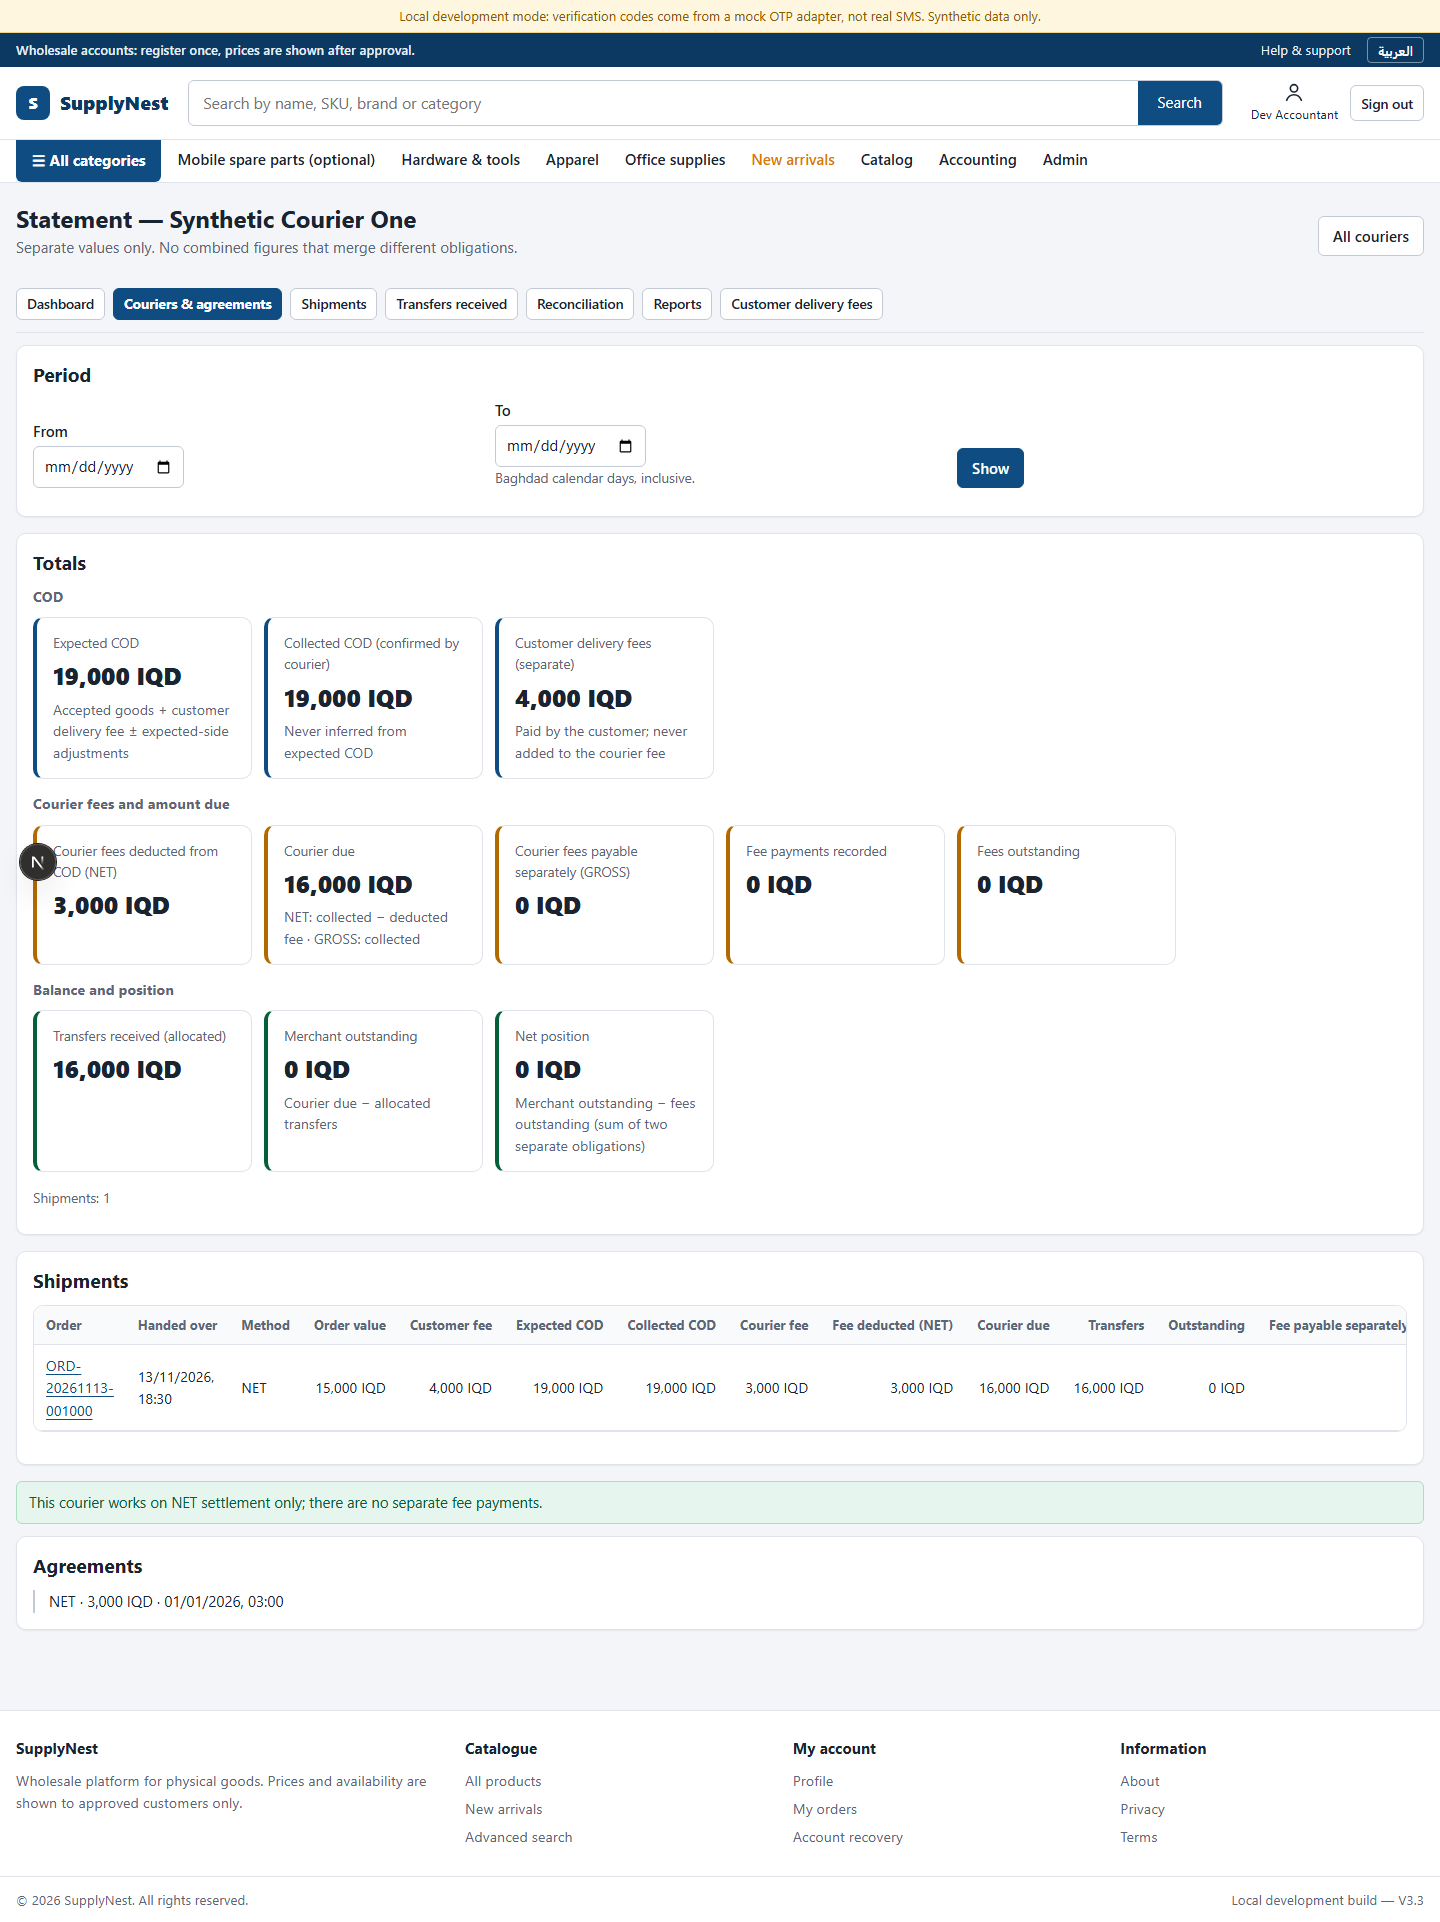 Local development mode: verification codes come from a mock OTP adapter, not real SMS. Synthetic data only.
Wholesale accounts: register once, prices are shown after approval.
Help & support
العربية
S
SupplyNest
Search by name, SKU, brand or category
Search
Dev Accountant
Sign out
☰ All categories
Mobile spare parts (optional)
Hardware & tools
Apparel
Office supplies
New arrivals
Catalog
Accounting
Admin
Statement — Synthetic Courier One
Separate values only. No combined figures that merge different obligations.
All couriers
Dashboard
Couriers & agreements
Shipments
Transfers received
Reconciliation
Reports
Customer delivery fees
Period
From
mm/dd/yyyy
To
mm/dd/yyyy
Baghdad calendar days, inclusive.
Show
Totals
COD
Expected COD
19,000 IQD
Accepted goods + customer
delivery fee ± expected-side
adjustments
Collected COD (confirmed by
courier)
19,000 IQD
Never inferred from
expected COD
Customer delivery fees
(separate)
4,000 IQD
Paid by the customer; never
added to the courier fee
Courier fees and amount due
Courier fees deducted from
COD (NET)
3,000 IQD
Courier due
16,000 IQD
NET: collected − deducted
fee · GROSS: collected
Courier fees payable
separately (GROSS)
0 IQD
Fee payments recorded
0 IQD
Fees outstanding
0 IQD
N
Balance and position
Transfers received (allocated)
16,000 IQD
Merchant outstanding
0 IQD
Courier due − allocated
transfers
Net position
0 IQD
Merchant outstanding − fees
outstanding (sum of two
separate obligations)
Shipments: 1
Shipments
Order Handed over Method Order value Customer fee Expected COD Collected COD Courier fee Fee deducted (NET) Courier due Transfers Outstanding Fee payable separately
ORD-
20261113-
001000
13/11/2026,
18:30
NET 15,000 IQD 4,000 IQD 19,000 IQD 19,000 IQD 3,000 IQD 3,000 IQD 16,000 IQD 16,000 IQD 0 IQD
This courier works on NET settlement only; there are no separate fee payments.
Agreements
NET · 3,000 IQD · 01/01/2026, 03:00
SupplyNest
Wholesale platform for physical goods. Prices and availability are
shown to approved customers only.
Catalogue
All products
New arrivals
Advanced search
My account
Profile
My orders
Account recovery
Information
About
Privacy
Terms
© 2026 SupplyNest. All rights reserved.
Local development build — V3.3